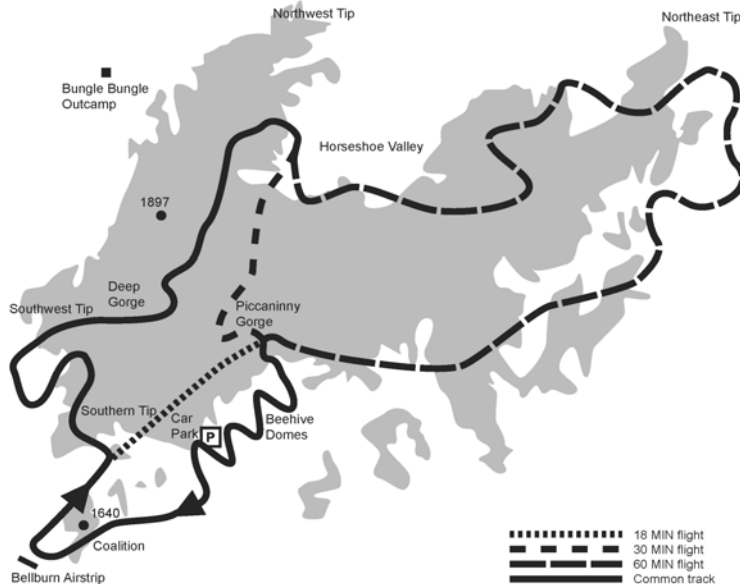 Northwest Tip
Northeast Tip
Bungle Bungle
Outcamp
Horseshoe Valley
1897
Deep
Gorge
Southwest Tip
Piccaninny
Gorge
Southern Tip
Car
Park
P
Beehive
Domes
1640
Coalition
Bellburn Airstrip
18 MIN flight
30 MIN flight
60 MIN flight
Common track